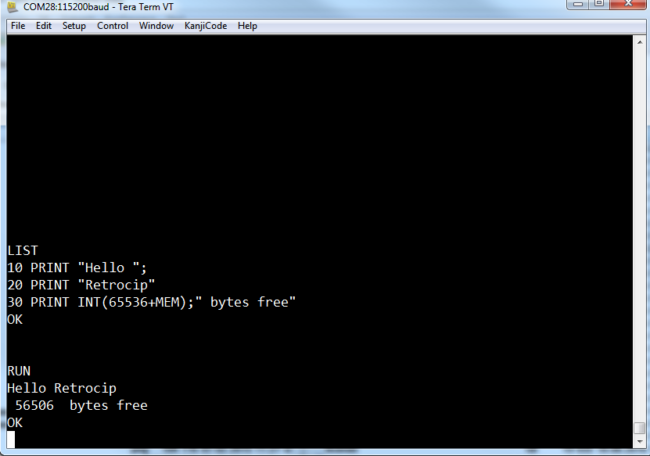 COM28:115200baud - Tera Term VT
File Edit Setup Control Window KanjiCode Help
LIST
10 PRINT "Hello ";
20 PRINT "Retrocip"
30 PRINT INT(65536+MEM);" bytes free"
OK
RUN
Hello Retrocip
 56506  bytes free
OK